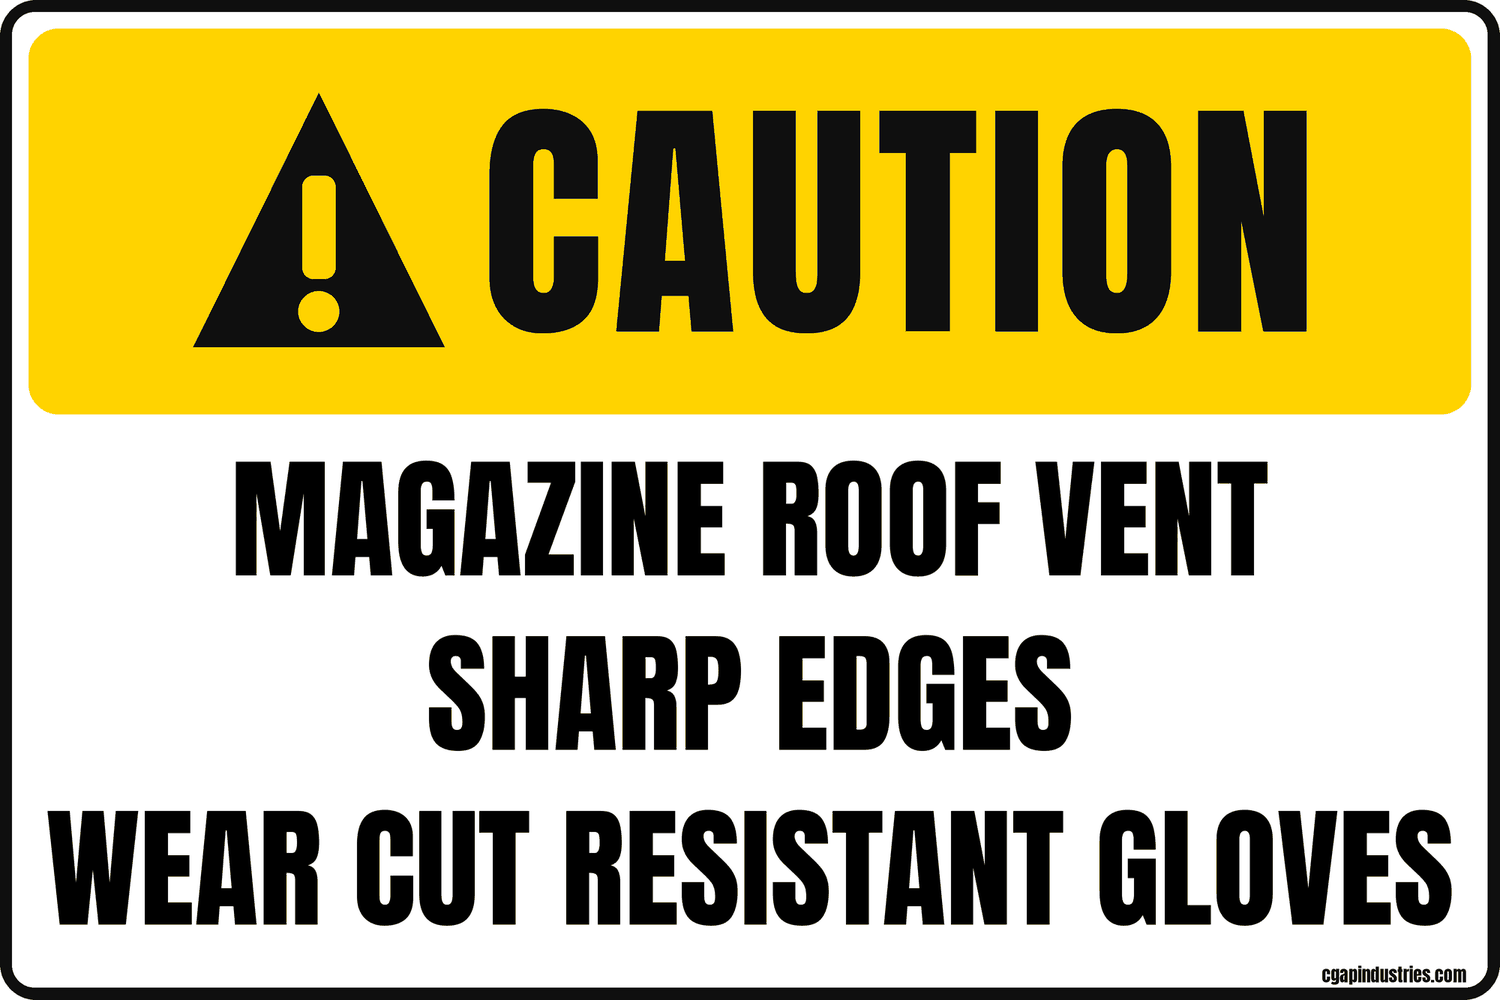 CAUTION
MAGAZINE ROOF VENT
SHARP EDGES
WEAR CUT RESISTANT GLOVES
cgapindustries.com